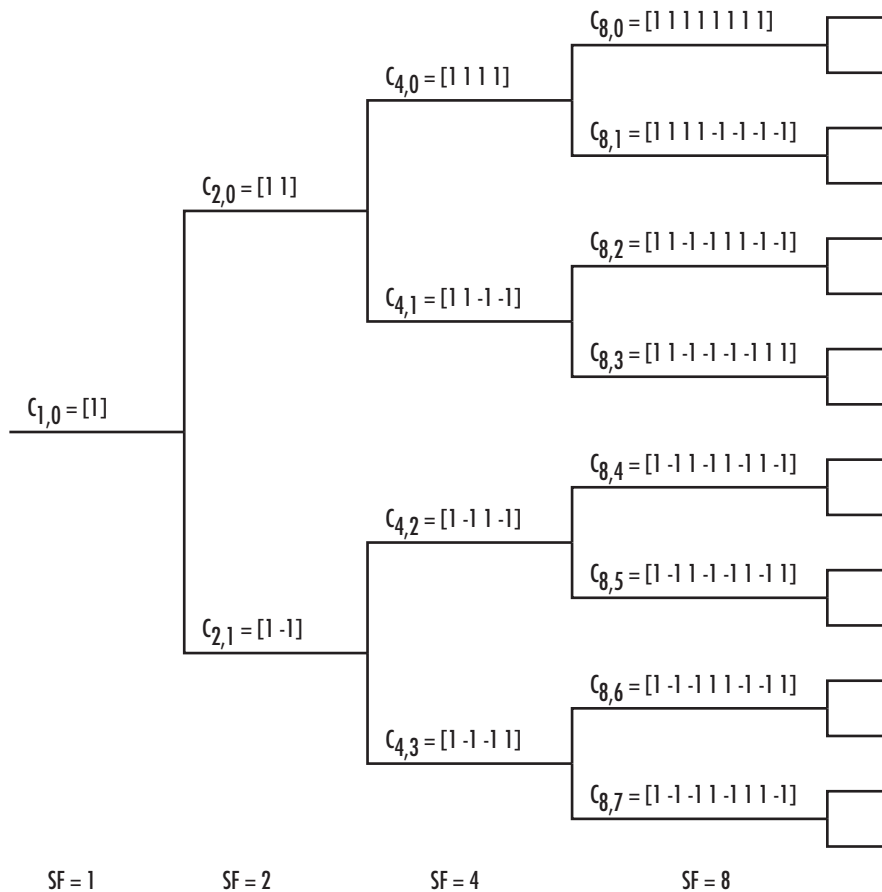 C8,0 = [1 1 1 1 1 1 1 1]
C4,0 = [1 1 1 1]
C8,1 = [1 1 1 1 -1 -1 -1 -1]
C2,0 = [1 1]
C8,2 = [1 1 -1 -1 1 1 -1 -1]
C4,1 = [1 1 -1 -1]
C8,3 = [1 1 -1 -1 -1 -1 1 1]
C1,0 = [1]
C8,4 = [1 -1 1 -1 1 -1 1 -1]
C4,2 = [1 -1 1 -1]
C8,5 = [1 -1 1 -1 -1 1 -1 1]
C2,1 = [1 -1]
C8,6 = [1 -1 -1 1 1 -1 -1 1]
C4,3 = [1 -1 -1 1]
C8,7 = [1 -1 -1 1 -1 1 1 -1]
SF = 1 SF = 2 SF = 4 SF = 8